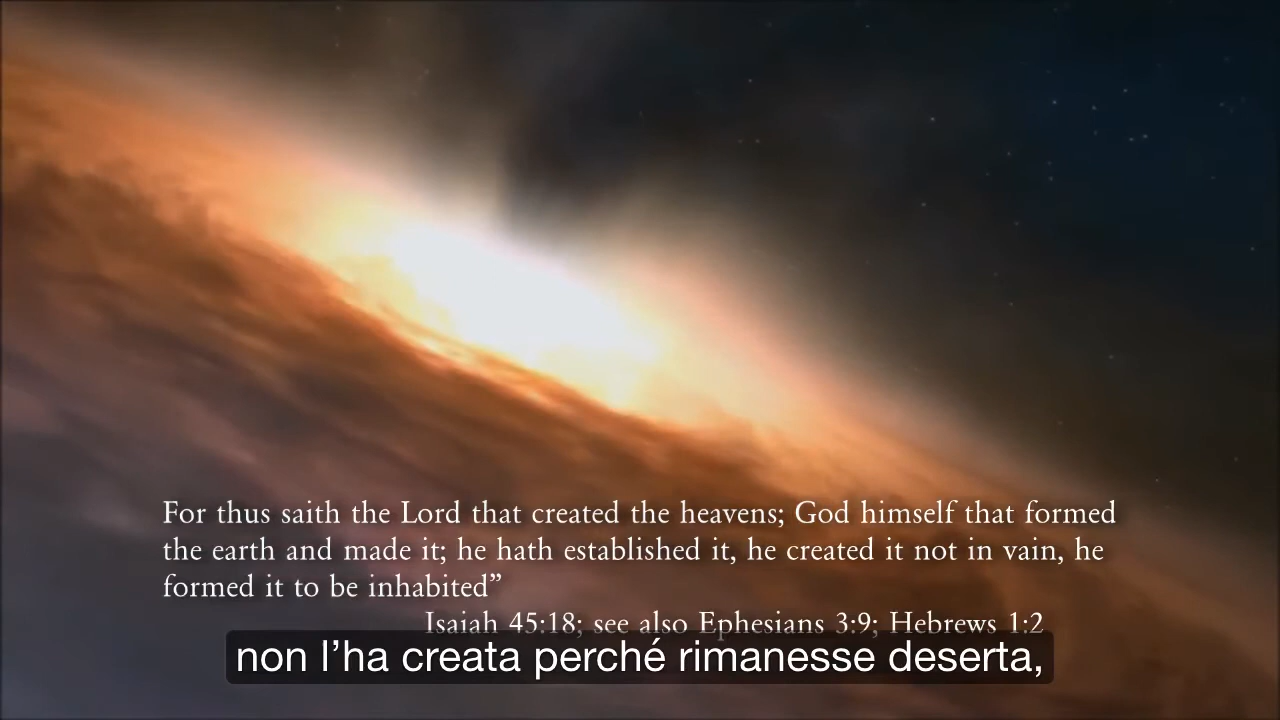 For thus saith the Lord that created the heavens; God himself that formed
the earth and made it; he hath established it, he created it not in vain, he
formed it to be inhabited”
Isaiah 45:18; see also Ephesians 3:9; Hebrews 1:2
non l’ha creata perché rimanesse deserta,